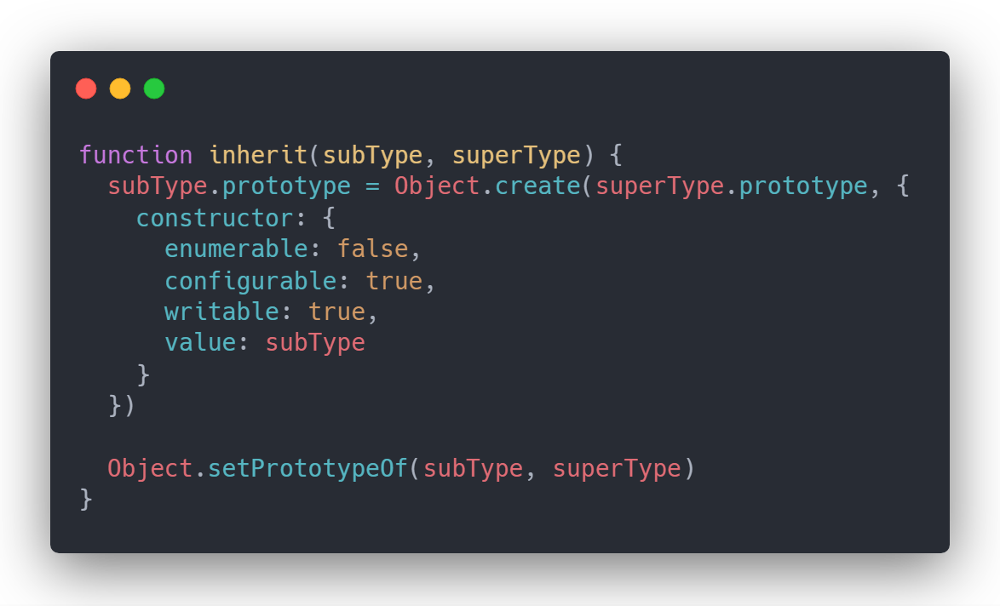 function inherit(subType, superType) {
  subType.prototype = Object.create(superType.prototype, {
    constructor: {
      enumerable: false,
      configurable: true,
      writable: true,
      value: subType
    }
  })

  Object.setPrototypeOf(subType, superType)
}